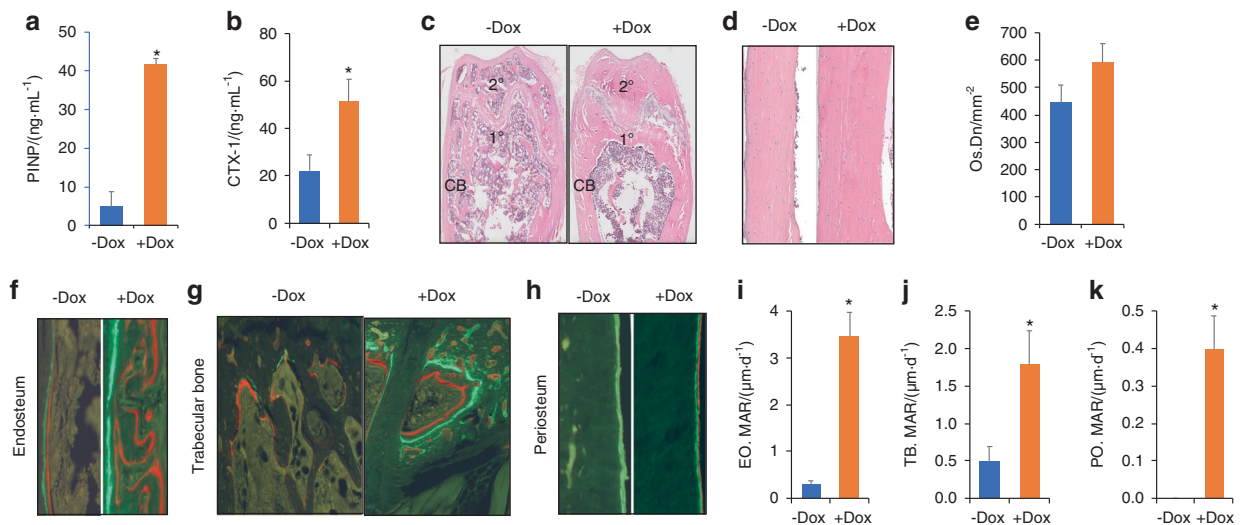 a
PINP/(ng·mL⁻¹)
50
40
30
20
10
0
*
-Dox +Dox
b
CTX-1/(ng·mL⁻¹)
80
60
40
20
0
*
-Dox +Dox
c
-Dox +Dox
2° 2°
1° 1°
CB CB
d
-Dox +Dox
e
Os.Dn/mm⁻²
700
600
500
400
300
200
100
0
-Dox +Dox
f
-Dox +Dox
Endosteum
g
-Dox +Dox
Trabecular bone
h
-Dox +Dox
Periosteum
i
EO. MAR/(µm·d⁻¹)
4
3
2
1
0
*
-Dox +Dox
j
TB. MAR/(µm·d⁻¹)
2.5
2.0
1.5
1.0
0.5
0.0
*
-Dox +Dox
k
PO. MAR/(µm·d⁻¹)
0.5
0.4
0.3
0.2
0.1
0.0
*
-Dox +Dox